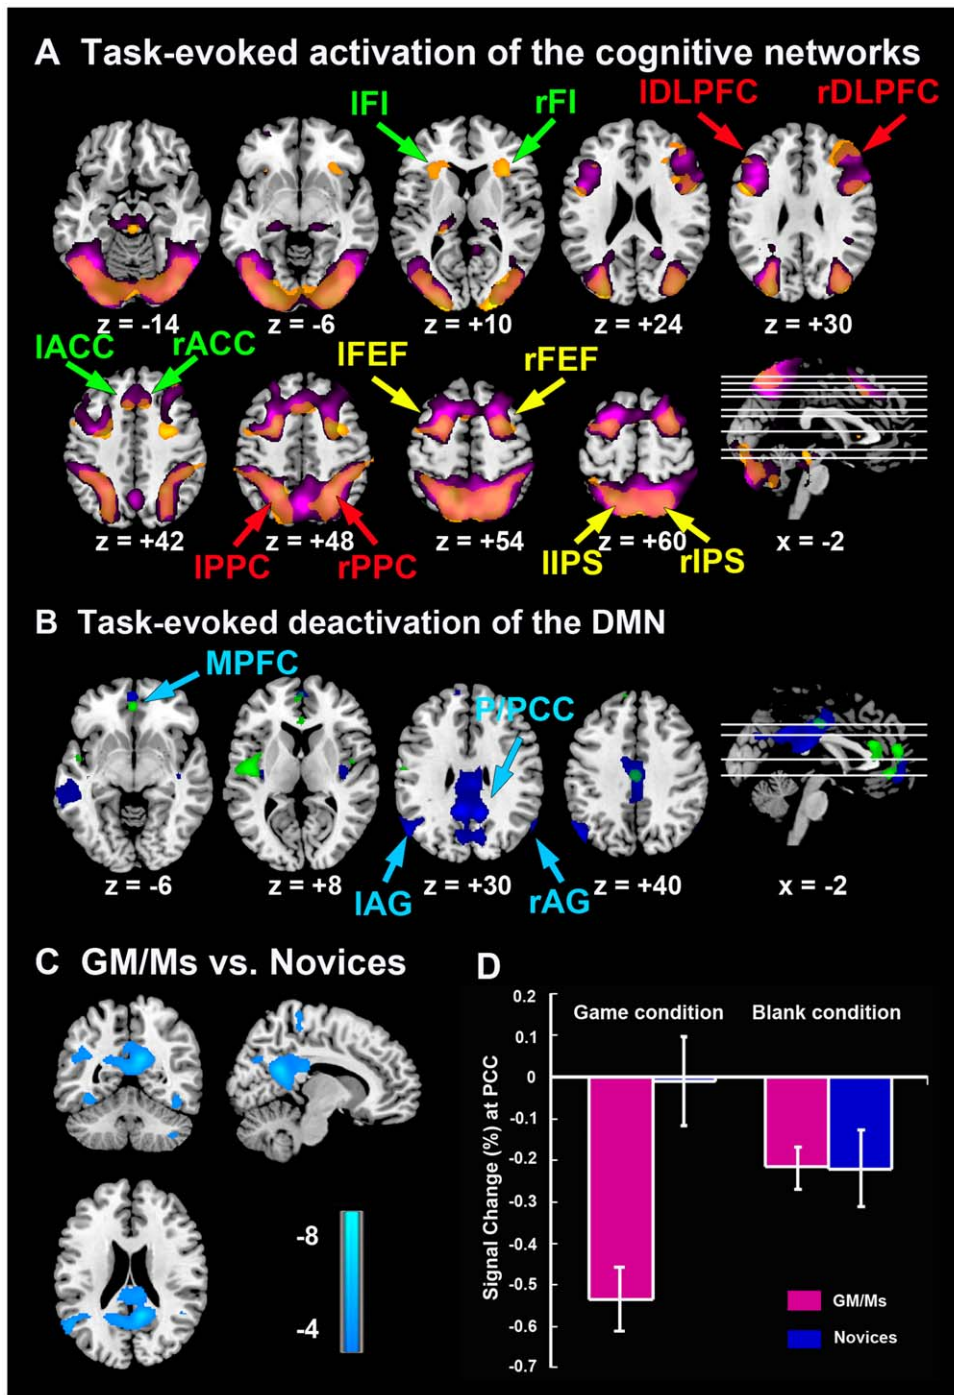 A Task-evoked activation of the cognitive networks
lFI rFI lDLPFC rDLPFC
z = -14 z = -6 z = +10 z = +24 z = +30
lACC rACC lFEF rFEF
z = +42 z = +48 z = +54 z = +60 x = -2
lPPC rPPC lIPS rIPS
B Task-evoked deactivation of the DMN
MPFC
P/PCC
z = -6 z = +8 z = +30 z = +40 x = -2
lAG rAG
C GM/Ms vs. Novices
-8
-4
D
Game condition Blank condition
Signal Change (%) at PCC
0.2
0.1
0
-0.1
-0.2
-0.3
-0.4
-0.5
-0.6
-0.7
GM/Ms
Novices